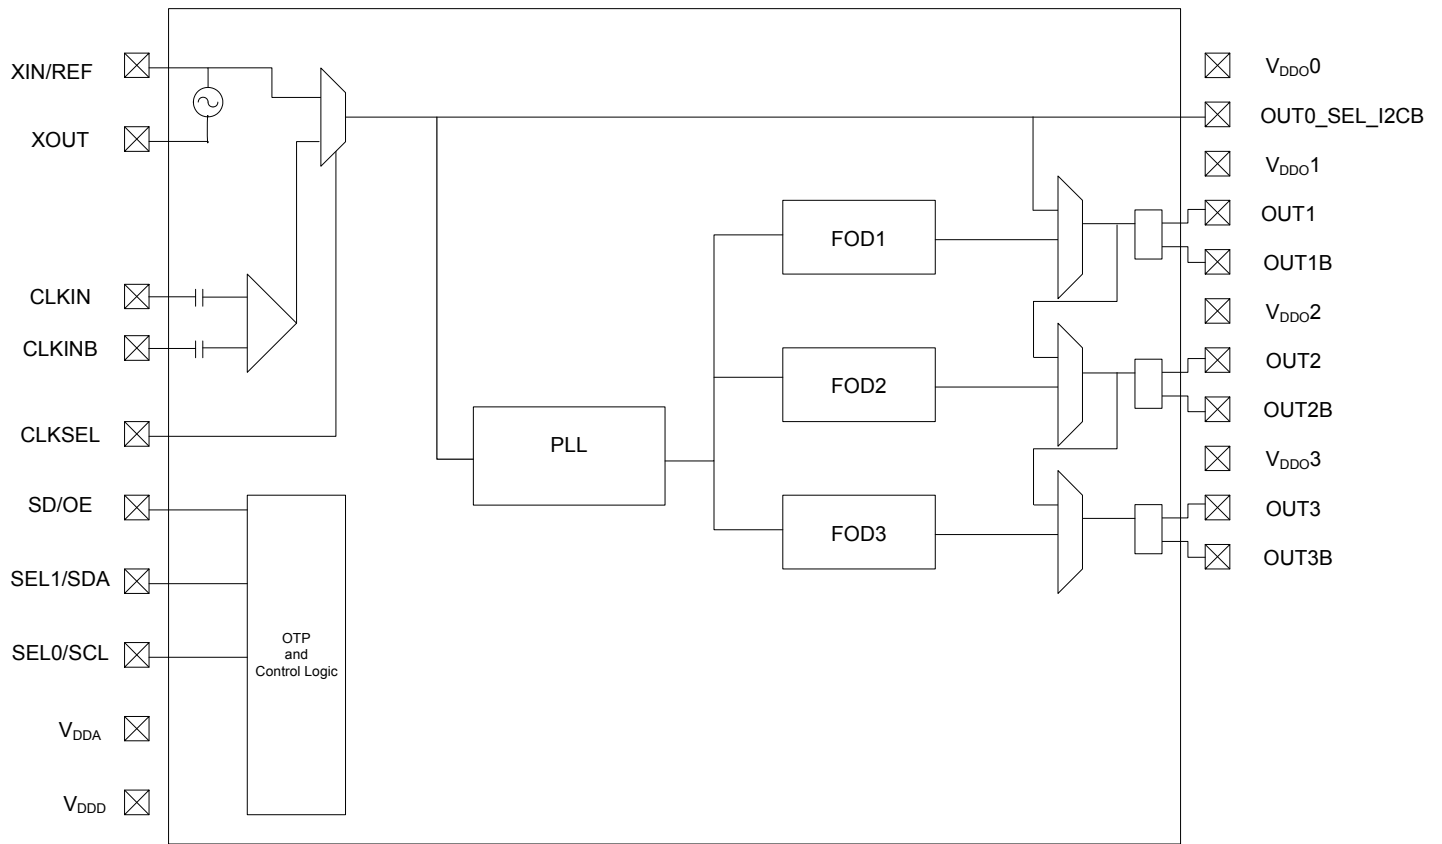 XIN/REF
XOUT
CLKIN
CLKINB
CLKSEL
SD/OE
SEL1/SDA
SEL0/SCL
VDDA
VDDD
OTP
and
Control Logic
PLL
FOD1
FOD2
FOD3
VDDO0
OUT0_SEL_I2CB
VDDO1
OUT1
OUT1B
VDDO2
OUT2
OUT2B
VDDO3
OUT3
OUT3B